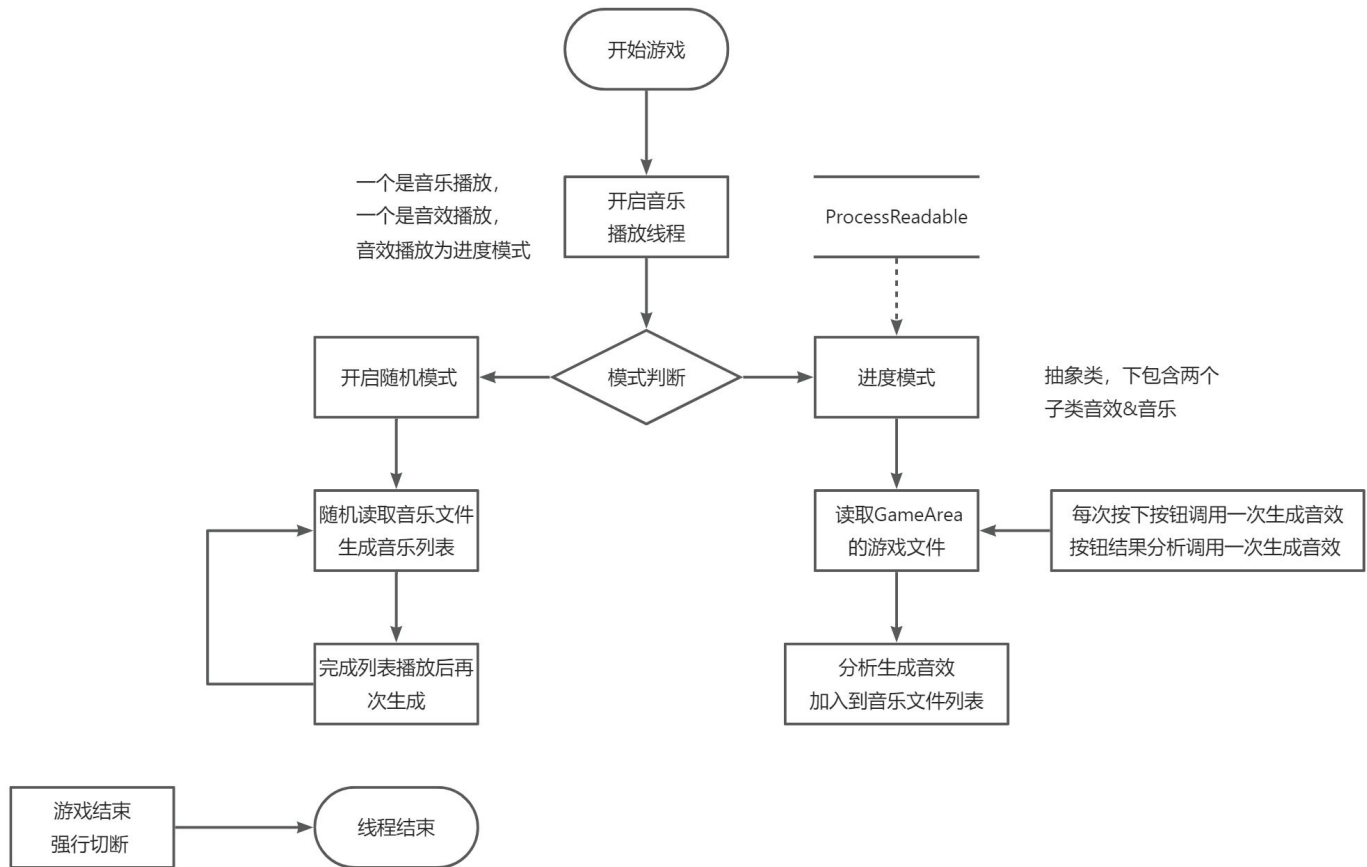 开始游戏
一个是音乐播放，
一个是音效播放，
音效播放为进度模式
开启音乐
播放线程
ProcessReadable
开启随机模式
模式判断
进度模式
抽象类，下包含两个
子类音效&音乐
随机读取音乐文件
生成音乐列表
读取GameArea
的游戏文件
每次按下按钮调用一次生成音效
按钮结果分析调用一次生成音效
完成列表播放后再
次生成
分析生成音效
加入到音乐文件列表
游戏结束
强行切断
线程结束